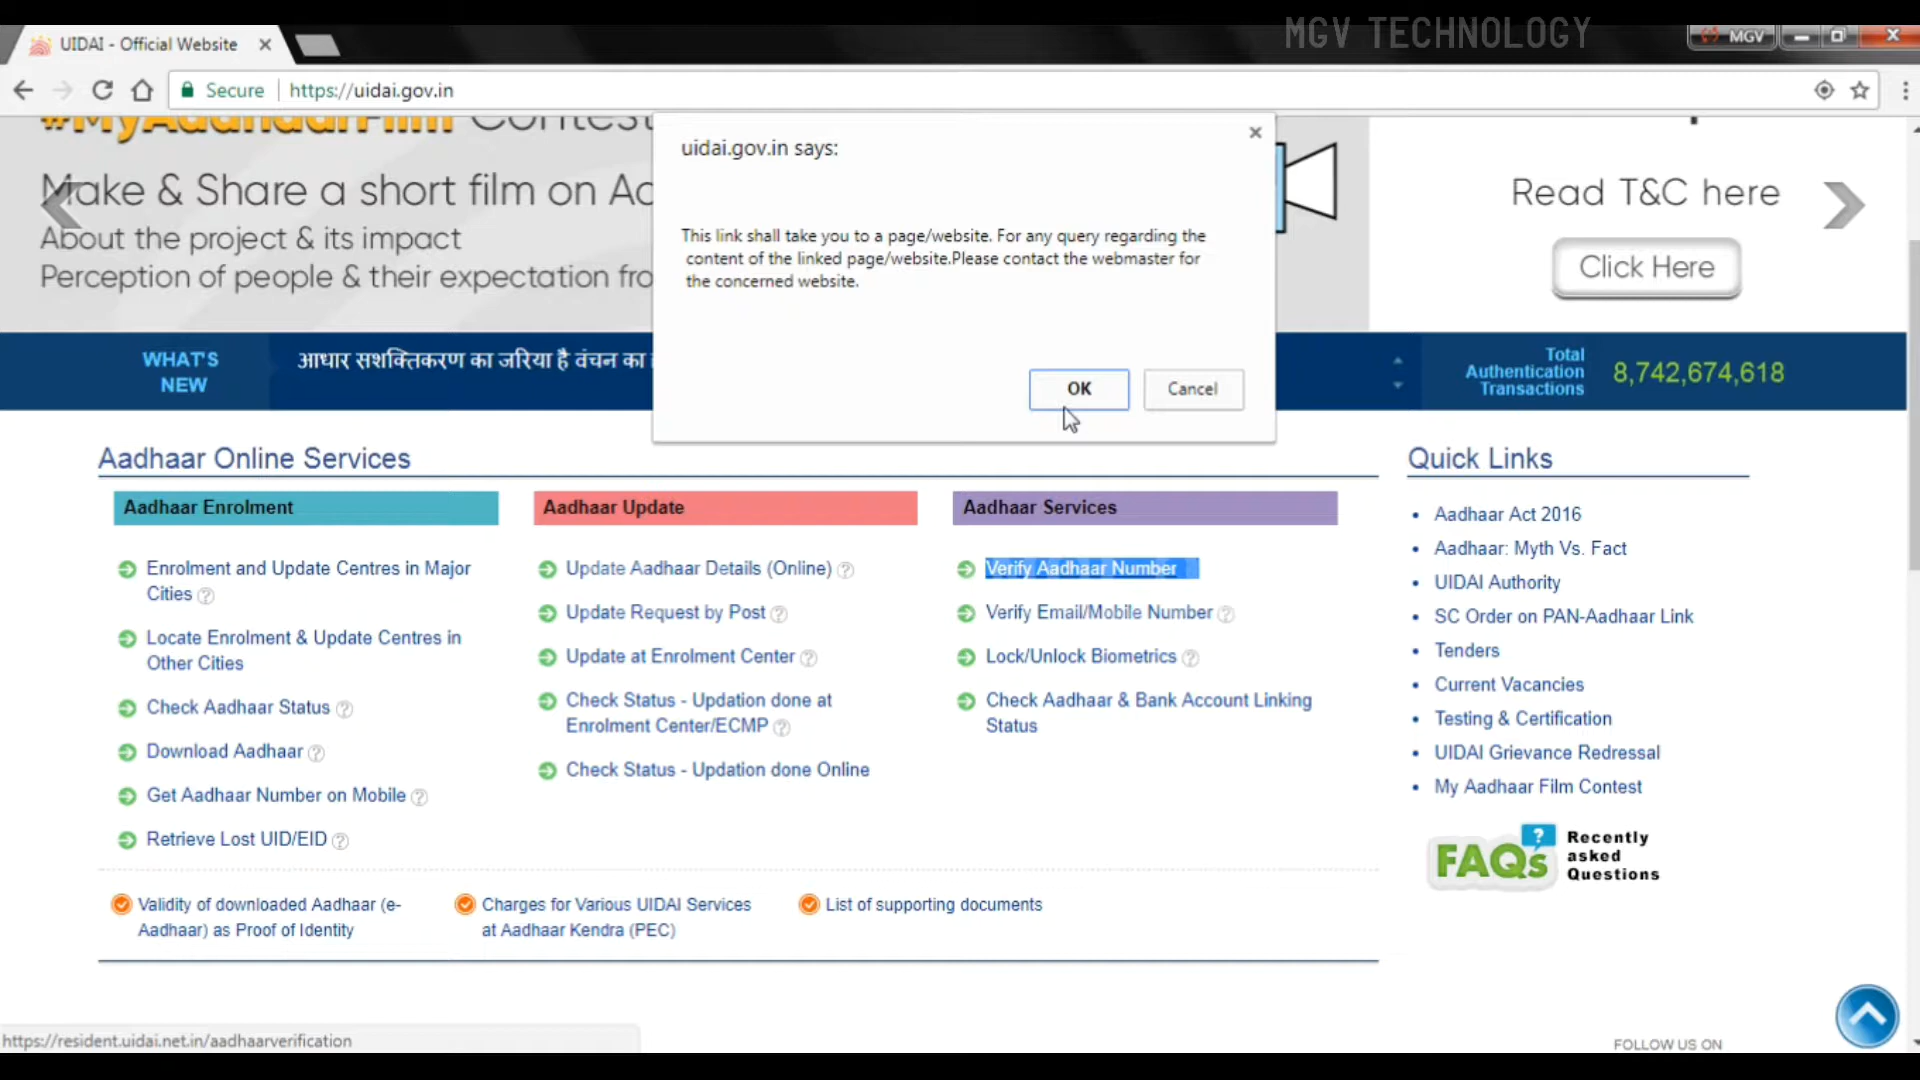 MGV TECHNOLOGY
UIDAI - Official Website
MGV
Secure
https://uidai.gov.in
#MyAadhaarFilm Contest
Make & Share a short film on Aa
About the project & its impact
Perception of people & their expectation fro
Read T&C here
Click Here
uidai.gov.in says:
This link shall take you to a page/website. For any query regarding the
content of the linked page/website.Please contact the webmaster for
the concerned website.
OK
Cancel
WHAT'S
NEW
आधार सशक्तिकरण का जरिया है वंचन का
Total
Authentication
Transactions
8,742,674,618
Aadhaar Online Services
Aadhaar Enrolment
Enrolment and Update Centres in Major
Cities ?
Locate Enrolment & Update Centres in
Other Cities
Check Aadhaar Status ?
Download Aadhaar ?
Get Aadhaar Number on Mobile ?
Retrieve Lost UID/EID ?
Aadhaar Update
Update Aadhaar Details (Online) ?
Update Request by Post ?
Update at Enrolment Center ?
Check Status - Updation done at
Enrolment Center/ECMP ?
Check Status - Updation done Online
Aadhaar Services
Verify Aadhaar Number
Verify Email/Mobile Number ?
Lock/Unlock Biometrics ?
Check Aadhaar & Bank Account Linking
Status
Validity of downloaded Aadhaar (e-
Aadhaar) as Proof of Identity
Charges for Various UIDAI Services
at Aadhaar Kendra (PEC)
List of supporting documents
Quick Links
Aadhaar Act 2016
Aadhaar: Myth Vs. Fact
UIDAI Authority
SC Order on PAN-Aadhaar Link
Tenders
Current Vacancies
Testing & Certification
UIDAI Grievance Redressal
My Aadhaar Film Contest
FAQs ?
Recently
asked
Questions
https://resident.uidai.net.in/aadhaarverification
FOLLOW US ON